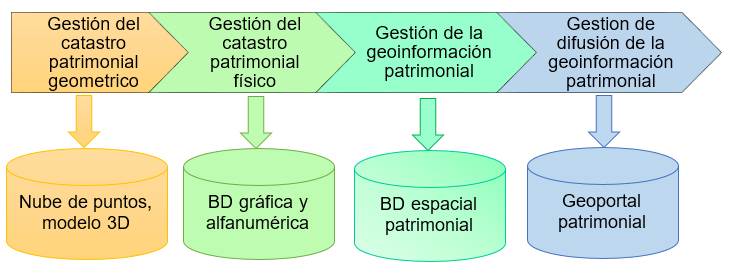 Gestión del
catastro
patrimonial
geometrico
Gestión del
catastro
patrimonial
físico
Gestión de la
geoinformación
patrimonial
Gestion de
difusión de la
geoinformación
patrimonial
Nube de puntos,
modelo 3D
BD gráfica y
alfanumérica
BD espacial
patrimonial
Geoportal
patrimonial